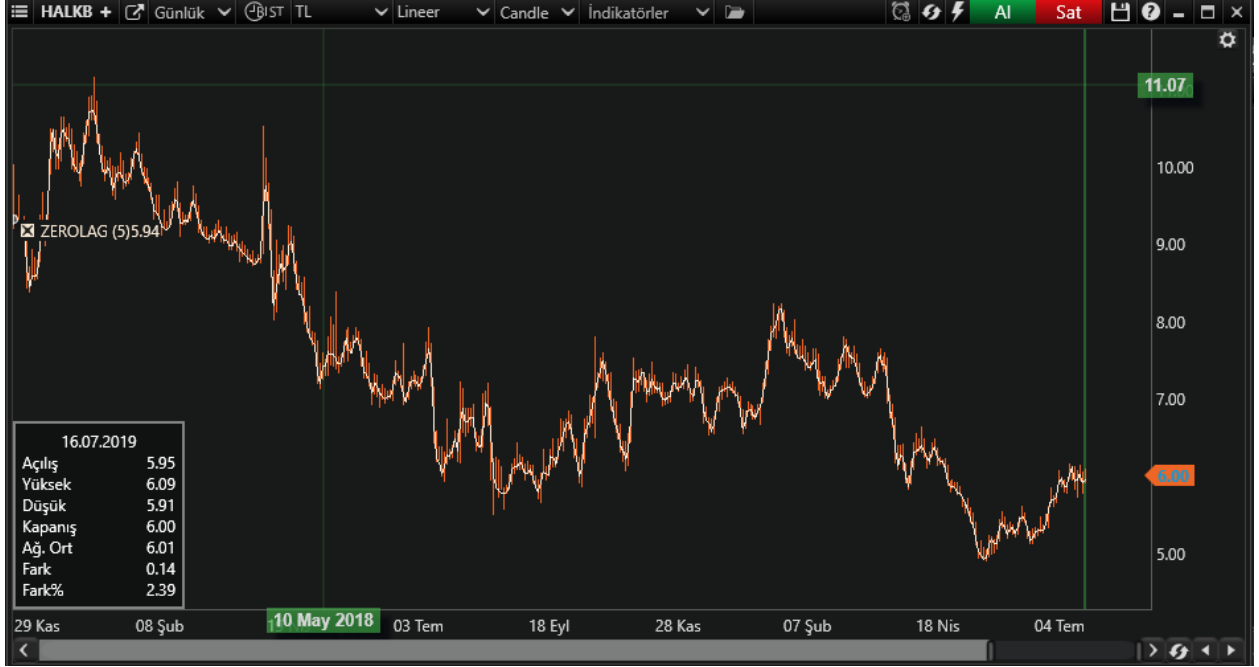 HALKB + Günlük BIST TL Lineer Candle İndikatörler Al Sat
11.07
10.00
ZEROLAG (5)5.94
9.00
8.00
7.00
16.07.2019
Açılış 5.95
Yüksek 6.09
6.00
Düşük 5.91
Kapanış 6.00
Ağ. Ort 6.01
5.00
Fark 0.14
Fark% 2.39
29 Kas 08 Şub 10 May 2018 03 Tem 18 Eyl 28 Kas 07 Şub 18 Nis 04 Tem